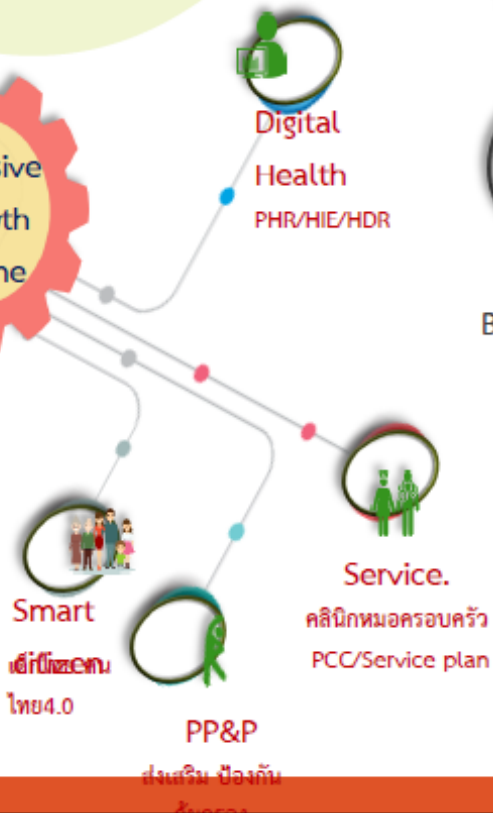 Digital
Health
PHR/HIE/HDR
sive
th
ne
B
Service.
คลินิกหมอครอบครัว
PCC/Service plan
Smart
citizen
ไทย4.0
PP&P
ส่งเสริม ป้องกัน